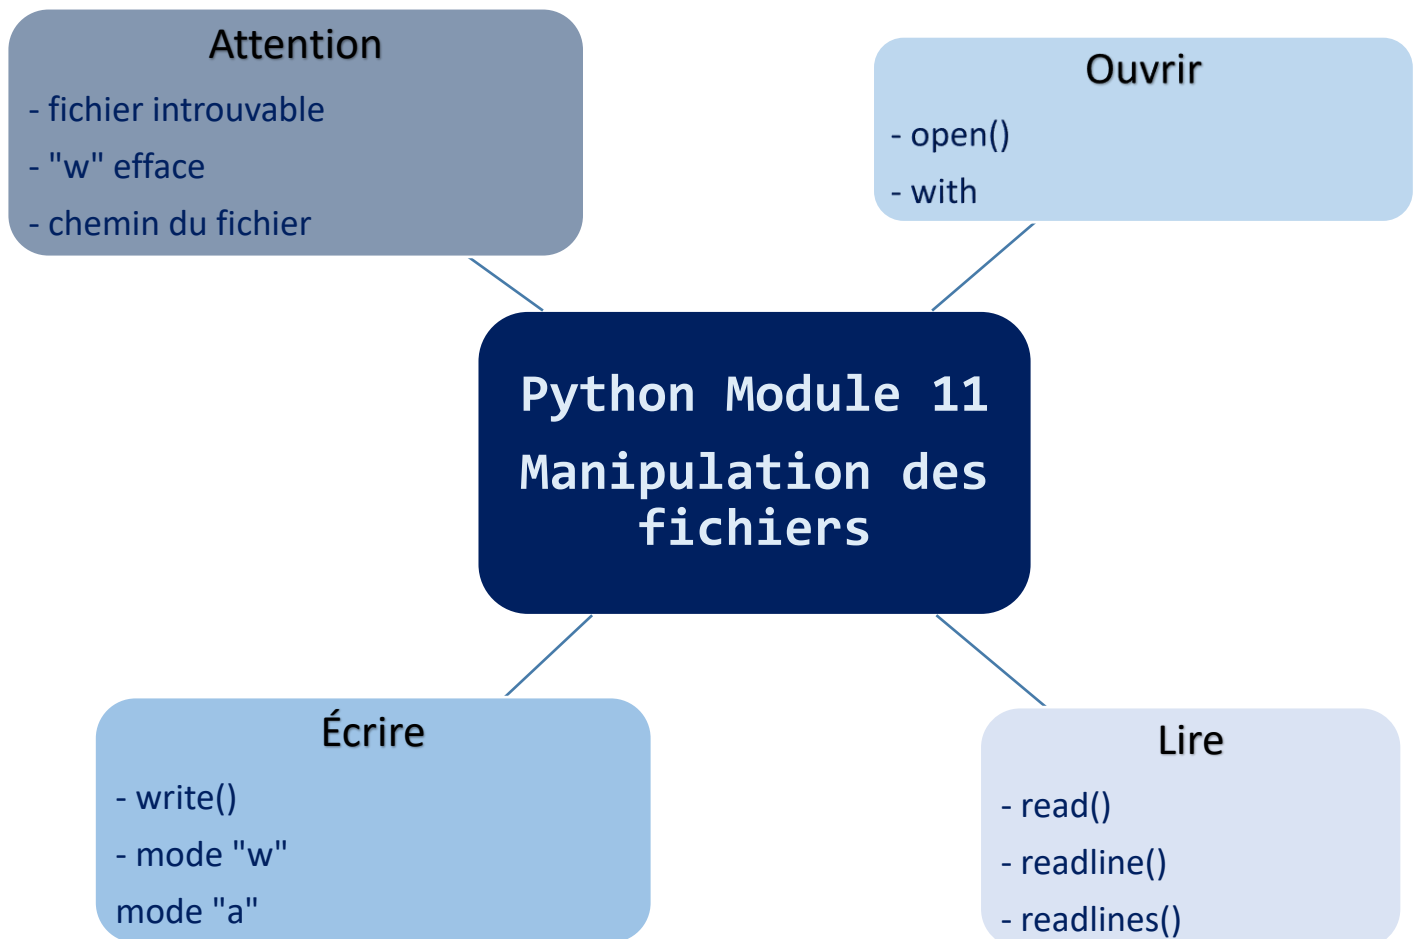 Attention
- fichier introuvable
- "w" efface
- chemin du fichier
Ouvrir
- open()
- with
Python Module 11
Manipulation des
fichiers
Écrire
- write()
- mode "w"
mode "a"
Lire
- read()
- readline()
- readlines()